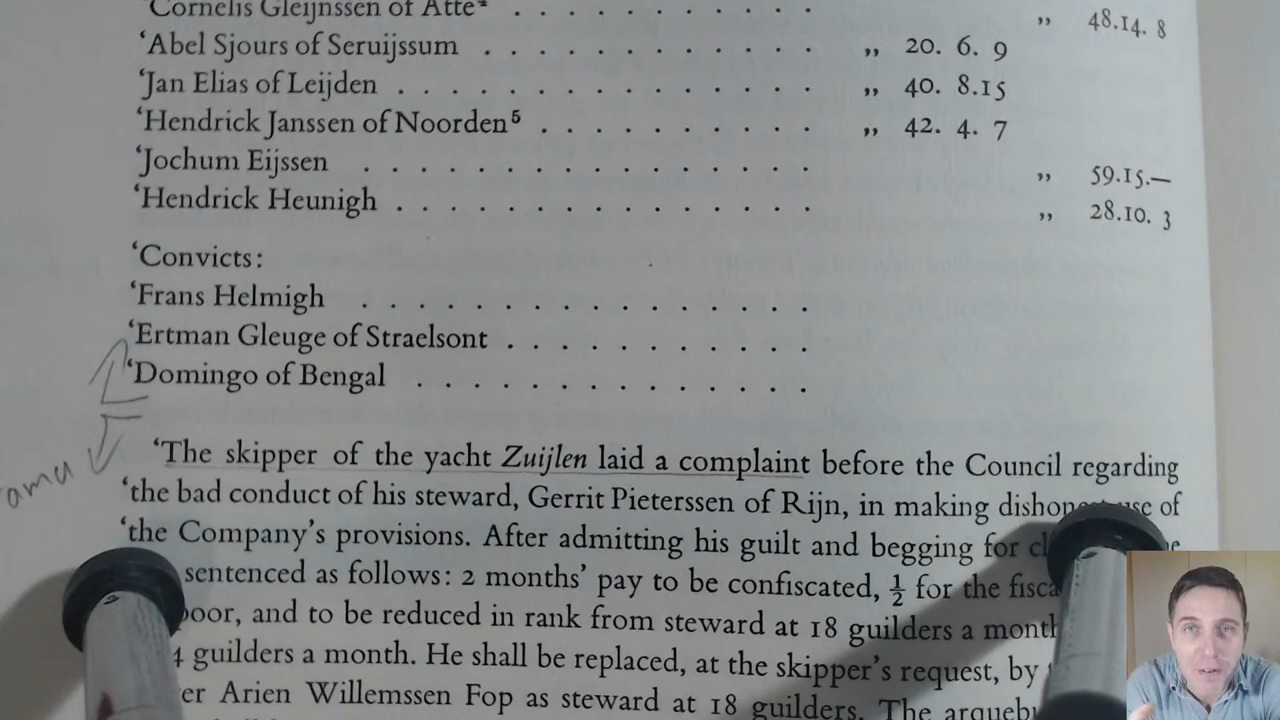 ‘Cornelis Gleijnssen of Atte⁴ . . . . . . . . . . . . ,, 48.14. 8
‘Abel Sjours of Seruijssum . . . . . . . . . . . . . ,, 20. 6. 9
‘Jan Elias of Leijden . . . . . . . . . . . . . . . ,, 40. 8.15
‘Hendrick Janssen of Noorden⁵ . . . . . . . . . . . ,, 42. 4. 7
‘Jochum Eijssen . . . . . . . . . . . . . . . . ,, 59.15.—
‘Hendrick Heunigh . . . . . . . . . . . . . . . ,, 28.10. 3
‘Convicts:
‘Frans Helmigh . . . . . . . . . . . . . . . .
‘Ertman Gleuge of Straelsont . . . . . . . . . . . .
‘Domingo of Bengal . . . . . . . . . . . . . .
‘The skipper of the yacht Zuijlen laid a complaint before the Council regarding
‘the bad conduct of his steward, Gerrit Pieterssen of Rijn, in making of
‘the Company’s provisions. After admitting his guilt and begging for
sentenced as follows: 2 months’ pay to be confiscated, ½ for the
poor, and to be reduced in rank from steward at 18 guilders a month
4 guilders a month. He shall be replaced, at the skipper’s request, by
er Arien Willemssen Fop as steward at 18 guilders. The